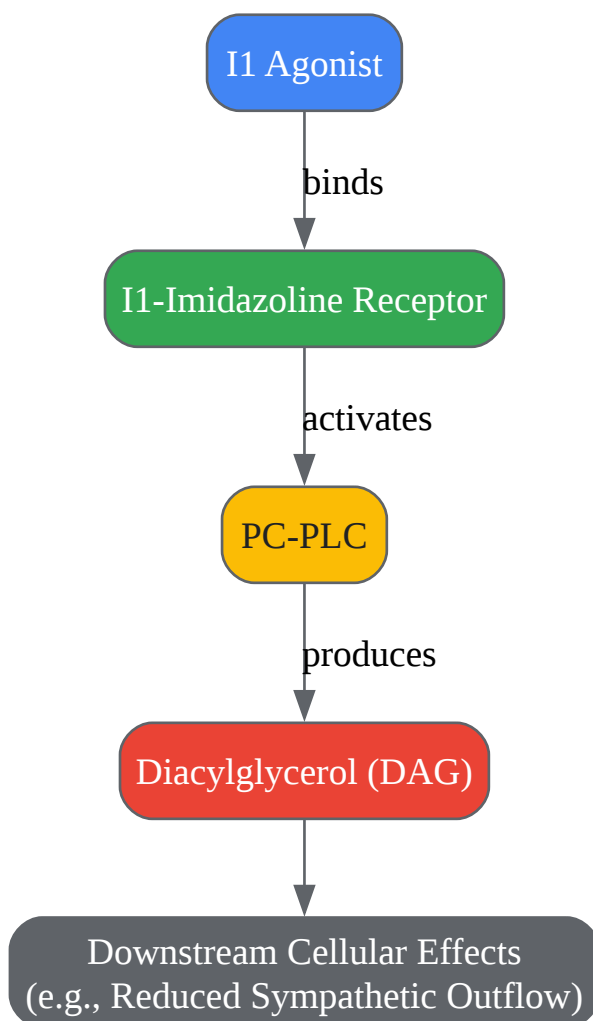 I1 Agonist
binds
I1-Imidazoline Receptor
activates
PC-PLC
produces
Diacylglycerol (DAG)
Downstream Cellular Effects
(e.g., Reduced Sympathetic Outflow)